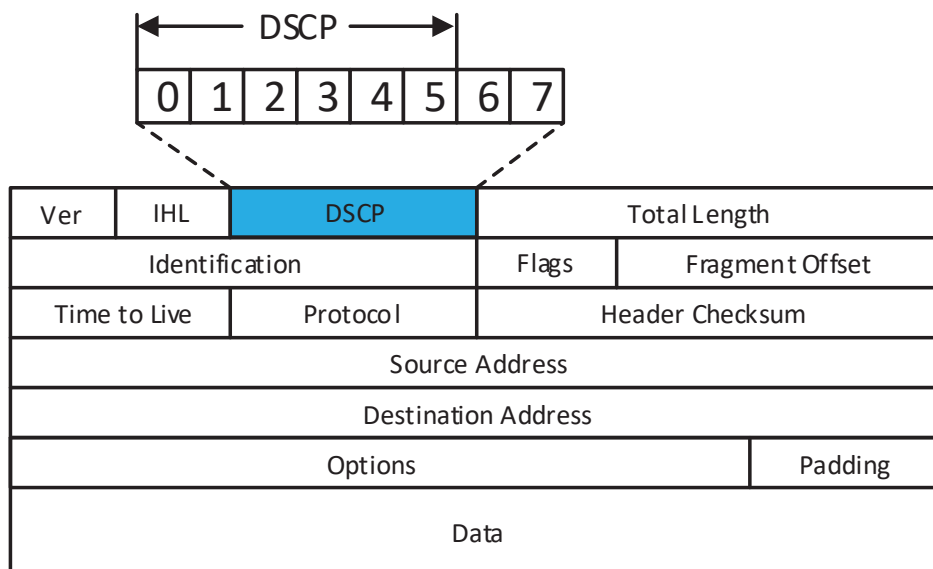 DSCP
0 1 2 3 4 5 6 7
Ver IHL DSCP Total Length
Identification Flags Fragment Offset
Time to Live Protocol Header Checksum
Source Address
Destination Address
Options Padding
Data